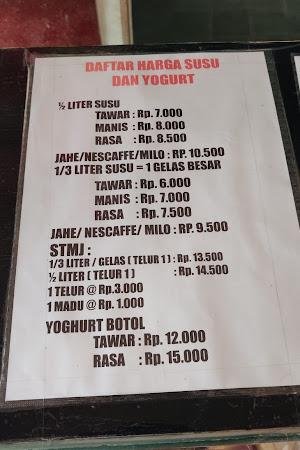 DAFTAR HARGA SUSU
DAN YOGURT
½ LITER SUSU
TAWAR : Rp. 7.000
MANIS : Rp. 8.000
RASA : Rp. 8.500
JAHE/NESCAFFE/MILO : RP. 10.500
1/3 LITER SUSU = 1 GELAS BESAR
TAWAR : Rp. 6.000
MANIS : Rp. 7.000
RASA : Rp. 7.500
JAHE/ NESCAFFE/ MILO : RP. 9.500
STMJ :
1/3 LITER / GELAS ( TELUR 1 ) : Rp. 13.500
½ LITER ( TELUR 1 ) : Rp. 14.500
1 TELUR @ Rp.3.000
1 MADU @ Rp. 1.000
YOGHURT BOTOL
TAWAR : Rp. 12.000
RASA : Rp. 15.000